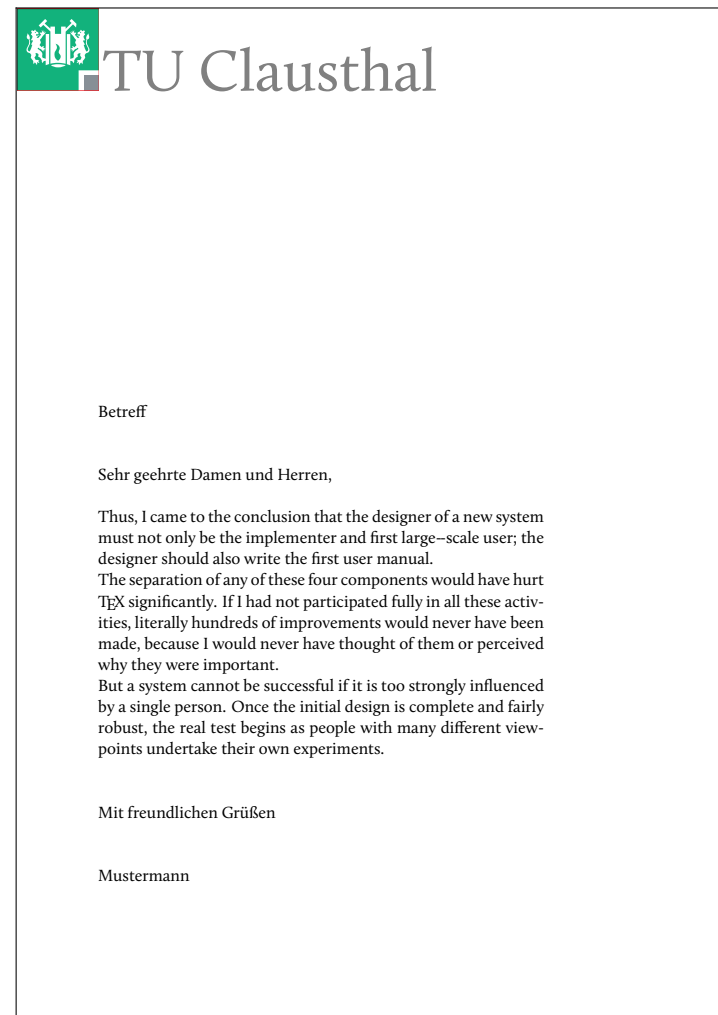 TU Clausthal
Betreff
Sehr geehrte Damen und Herren,
Thus, I came to the conclusion that the designer of a new system
must not only be the implementer and first large–scale user; the
designer should also write the first user manual.
The separation of any of these four components would have hurt
TEX significantly. If I had not participated fully in all these activ-
ities, literally hundreds of improvements would never have been
made, because I would never have thought of them or perceived
why they were important.
But a system cannot be successful if it is too strongly influenced
by a single person. Once the initial design is complete and fairly
robust, the real test begins as people with many different view-
points undertake their own experiments.
Mit freundlichen Grüßen
Mustermann